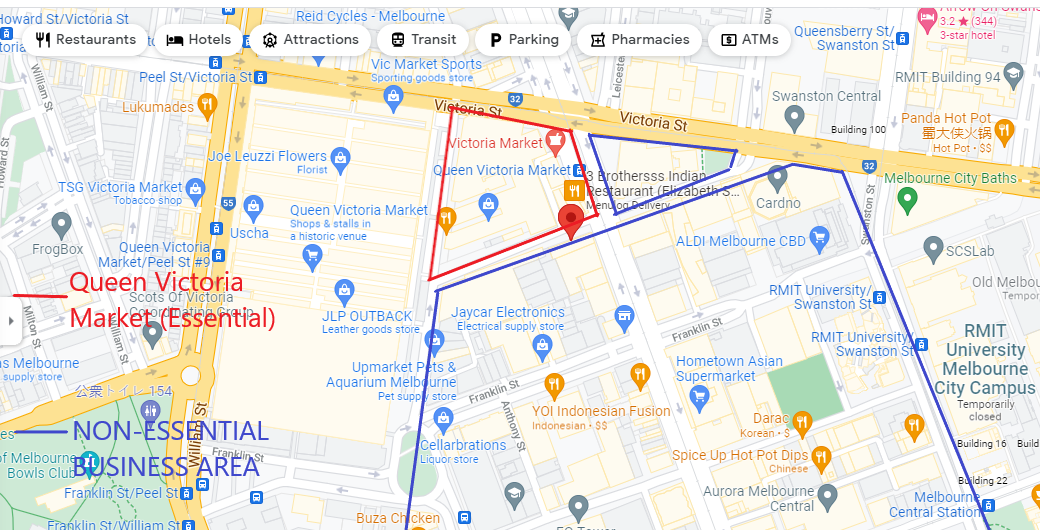 Howard St/Victoria St
Reid Cycles - Melbourne
Arrow On Swans
3.2 ★ (344)
3-star hotel
Restaurants
Hotels
Attractions
Transit
Parking
Pharmacies
ATMs
Queensberry St/
Swanston St
Leicester
Peel St/Victoria St
Vic Market Sports
Sporting goods store
RMIT Building 94
William St
Lukumades
Victoria St
32
Victoria St
Swanston Central
Building 100
Panda Hot Pot
蜀大侠火锅
Hot Pot • $$
Howard St
Joe Leuzzi Flowers
Florist
Victoria Market
Queen Victoria Market
3 Brothersss Indian
Restaurant (Elizabeth S...
Menulog Delivery
32
Melbourne City Baths
TSG Victoria Market
Tobacco shop
55
Uscha
Queen Victoria Market
Shops & stalls in
a historic venue
Cardno
Swanston St
FrogBox
Queen Victoria
Market/Peel St #9
ALDI Melbourne CBD
SCSLab
Queen Victoria
Market (Essential)
Scots Of Victoria
Coordinating Group
Old Melbou
Tempor
RMIT University/
Swanston St
JLP OUTBACK
Leather goods store
Jaycar Electronics
Electrical supply store
Franklin St
RMIT University/
Swanston St
RMIT
University
Melbourne
City Campus
Temporarily
closed
Milton St
William St
as Melbourne
supply store
Upmarket Pets &
Aquarium Melbourne
Pet supply store
Hometown Asian
Supermarket
公衆トイレ 154
Franklin St
Anthony St
YOI Indonesian Fusion
Indonesian • $$
Darac
Korean • $
NON-ESSENTIAL
BUSINESS AREA
William St
Franklin St
Cellarbrations
Liquor store
Building 16
Build
of Melbourne
Bowls Club
Spice Up Hot Pot Dips
Chinese
Building 22
Franklin St/Peel St
Aurora Melbourne
Central
Melbourne
Central Station
Franklin St/William St
Buza Chicken